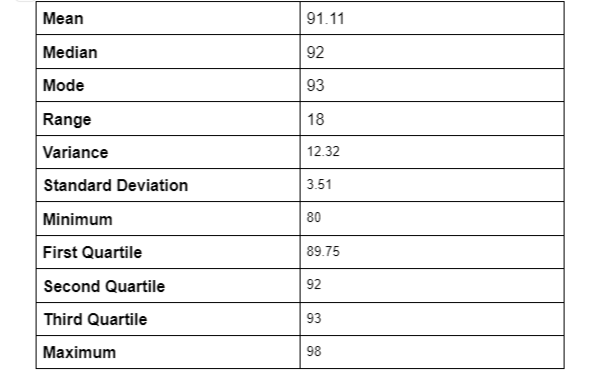 Mean 91.11
Median 92
Mode 93
Range 18
Variance 12.32
Standard Deviation 3.51
Minimum 80
First Quartile 89.75
Second Quartile 92
Third Quartile 93
Maximum 98